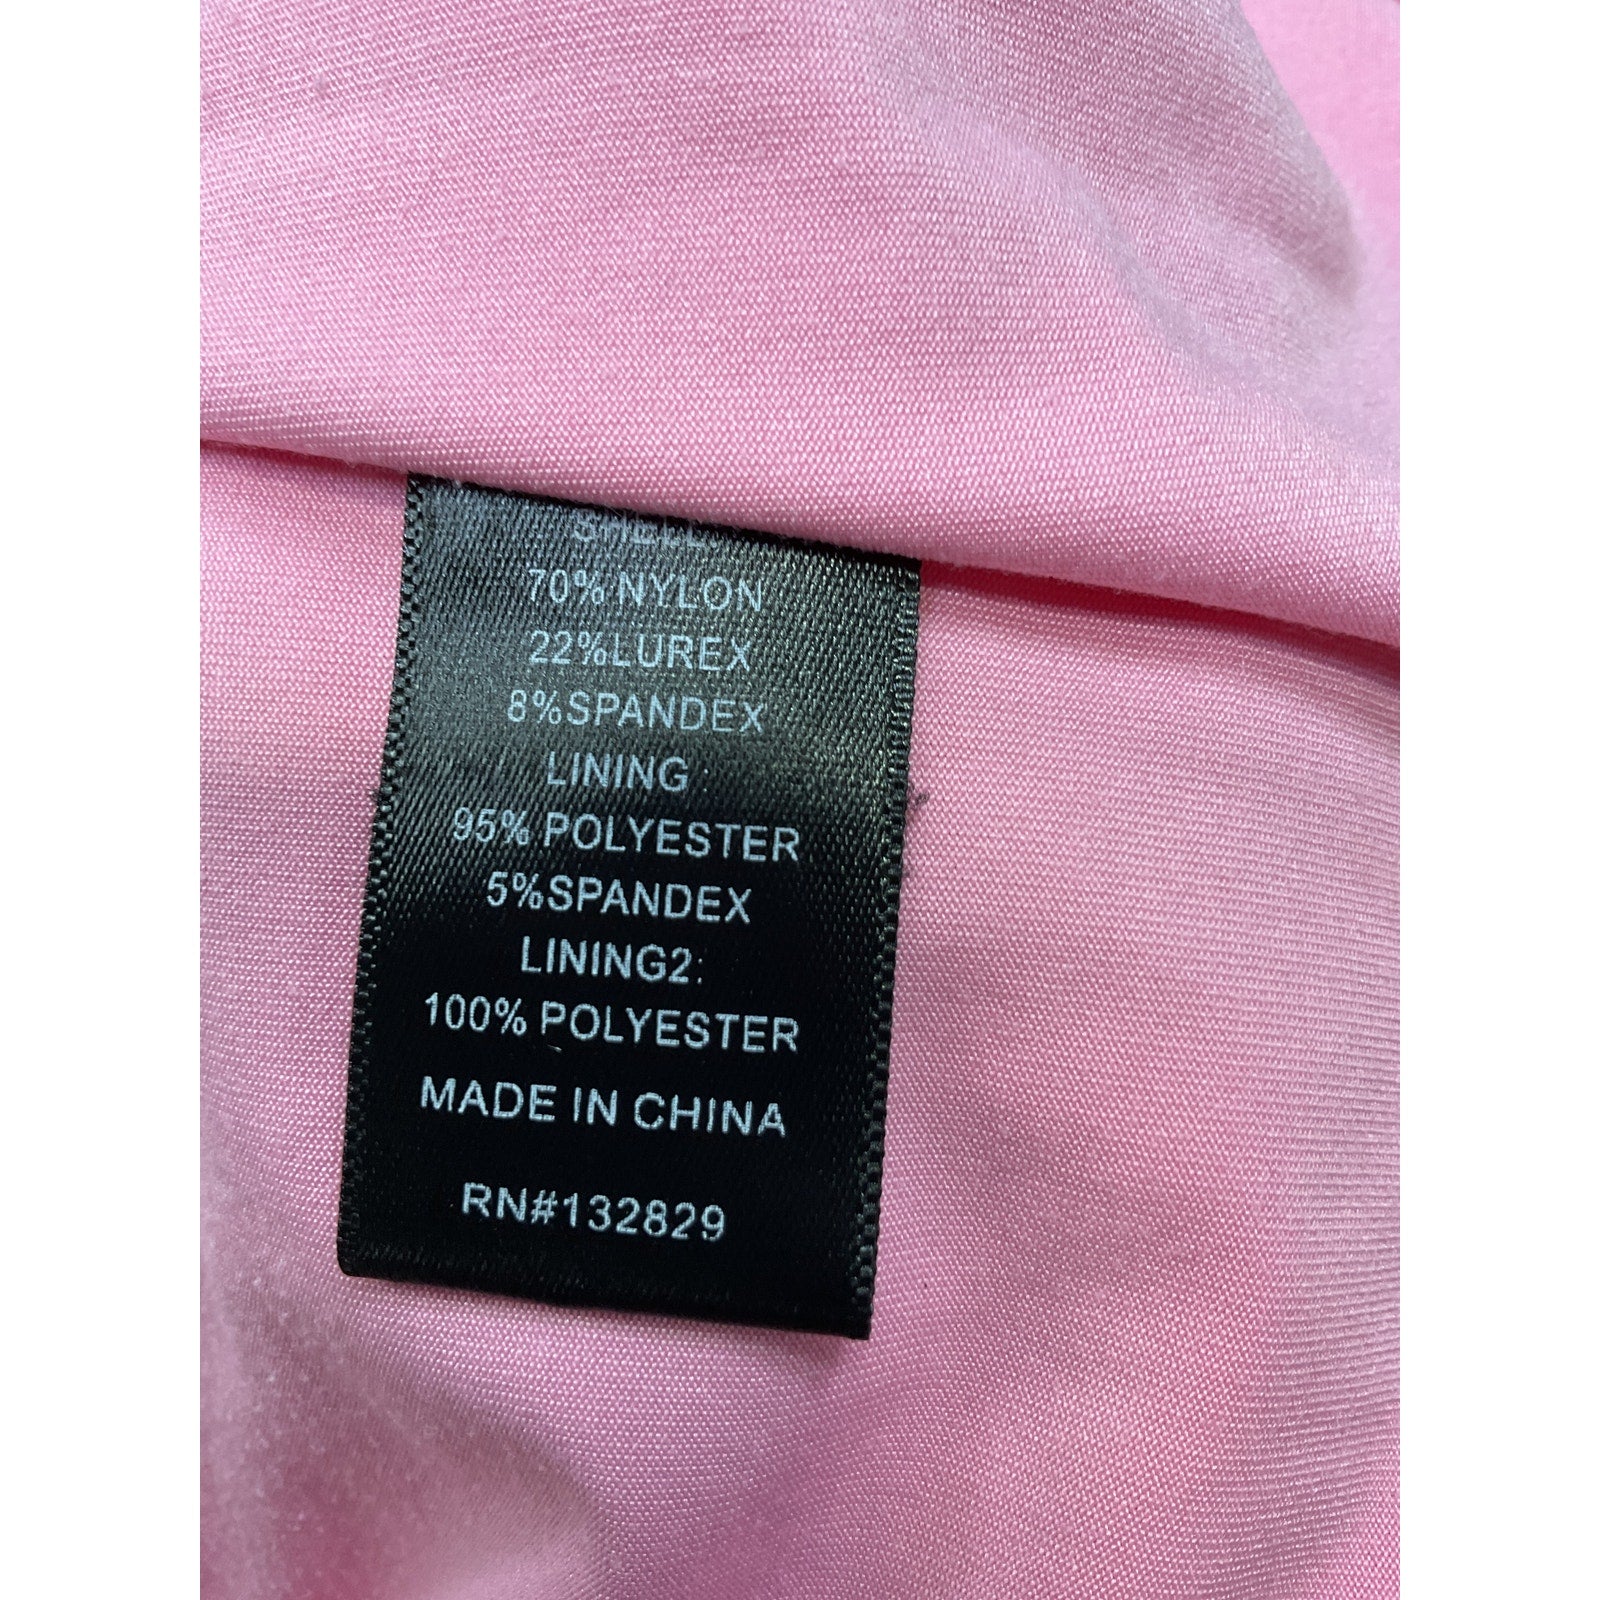 SHELL:
70%NYLON
22%LUREX
8%SPANDEX
LINING :
95% POLYESTER
5%SPANDEX
LINING2:
100% POLYESTER
MADE IN CHINA
RN#132829